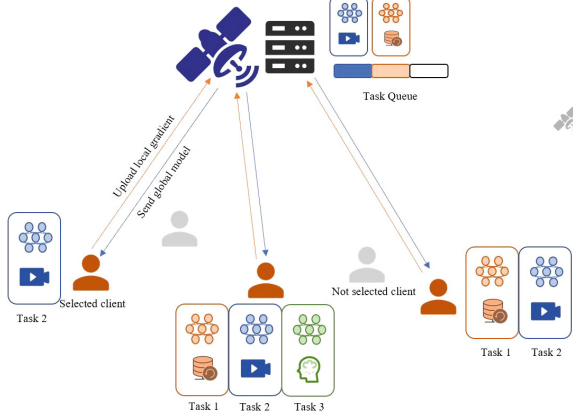 Task Queue
Upload local gradient
Send global model
Selected client
Not selected client
Task 2
Task 1
Task 2
Task 3
Task 1
Task 2